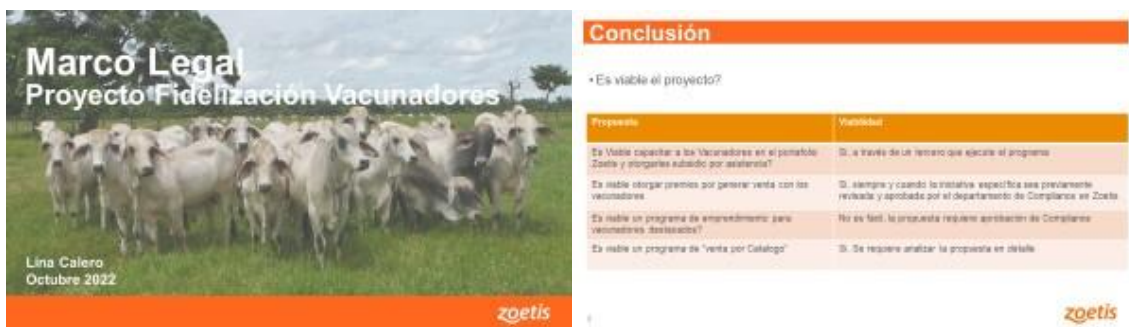 Marco Legal
Proyecto Fidelización Vacunadores
Lina Calero
Octubre 2022
zoetis
Conclusión
• Es viable el proyecto?
Propuesta
Viabilidad
Es Viable capacitar a los Vacunadores en el portafolio
Zoetis y otorgarles subsidio por asistencia?
Si, a través de un tercero que ejecute el programa
Es viable otorgar premios por generar venta con los
vacunadores
Si, siempre y cuando la iniciativa específica sea previamente
revisada y aprobada por el departamento de Compliance en Zoetis
Es viable un programa de emprendimiento para
vacunadores destacados?
No es fácil, la propuesta requiere aprobación de Compliance
Es viable un programa de "venta por Catalogo"
Si. Se requiere analizar la propuesta en detalle
zoetis